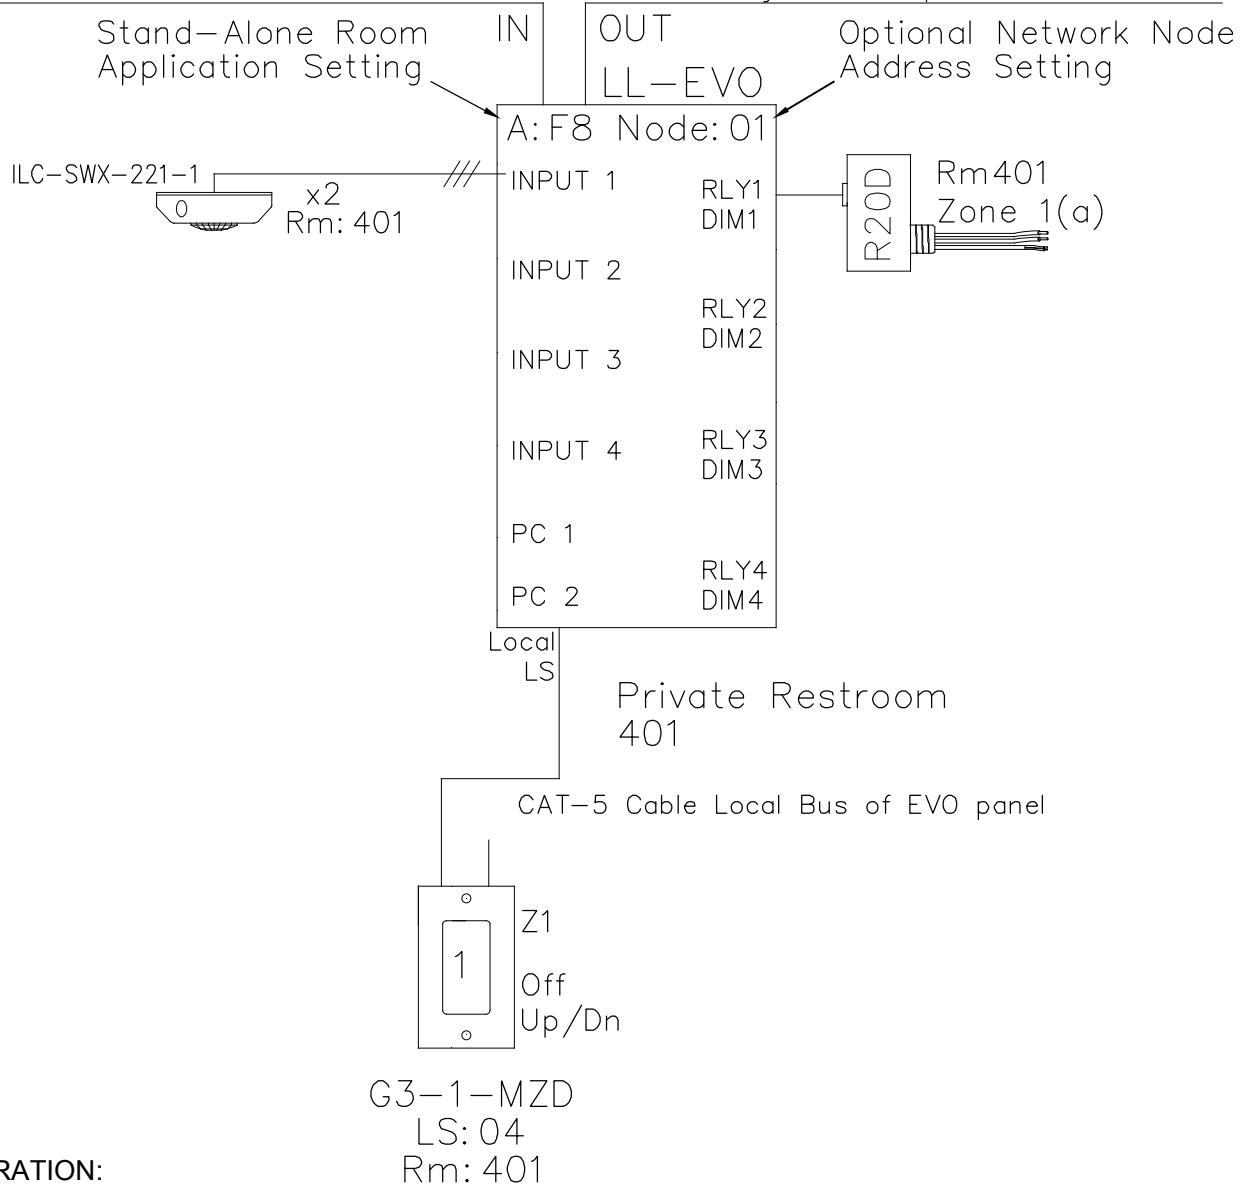 Stand-Alone Room
Application Setting
IN
OUT
Optional Network Node
Address Setting
LL-EVO
A:F8 Node:01
ILC-SWX-221-1
x2
Rm:401
INPUT 1
INPUT 2
INPUT 3
INPUT 4
PC 1
PC 2
RLY1
DIM1
RLY2
DIM2
RLY3
DIM3
RLY4
DIM4
R20D
Rm401
Zone 1(a)
Local
LS
Private Restroom
401
CAT-5 Cable Local Bus of EVO panel
1
Z1
Off
Up/Dn
G3-1-MZD
LS:04
Rm:401
RATION: